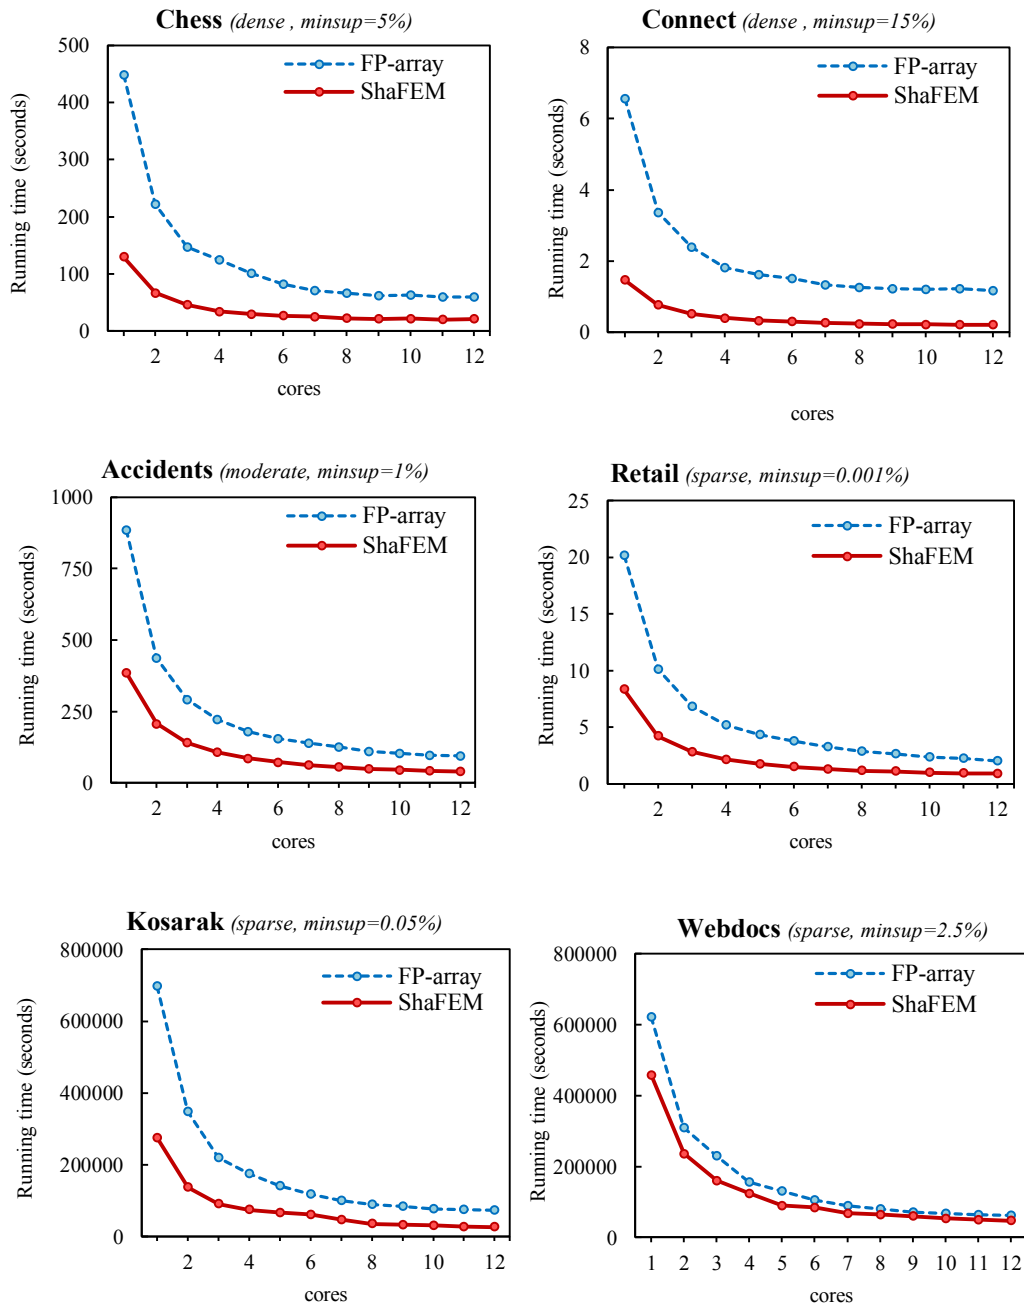 Chess (dense , minsup=5%)
Running time (seconds)
500
400
300
200
100
0
FP-array
ShaFEM
2 4 6 8 10 12
cores
Connect (dense, minsup=15%)
Running time (seconds)
8
6
4
2
0
FP-array
ShaFEM
2 4 6 8 10 12
cores
Accidents (moderate, minsup=1%)
Running time (seconds)
1000
750
500
250
0
FP-array
ShaFEM
2 4 6 8 10 12
cores
Retail (sparse, minsup=0.001%)
Running time (seconds)
25
20
15
10
5
0
FP-array
ShaFEM
2 4 6 8 10 12
cores
Kosarak (sparse, minsup=0.05%)
Running time (seconds)
800000
600000
400000
200000
0
FP-array
ShaFEM
2 4 6 8 10 12
cores
Webdocs (sparse, minsup=2.5%)
Running time (seconds)
800000
600000
400000
200000
0
FP-array
ShaFEM
1 2 3 4 5 6 7 8 9 10 11 12
cores